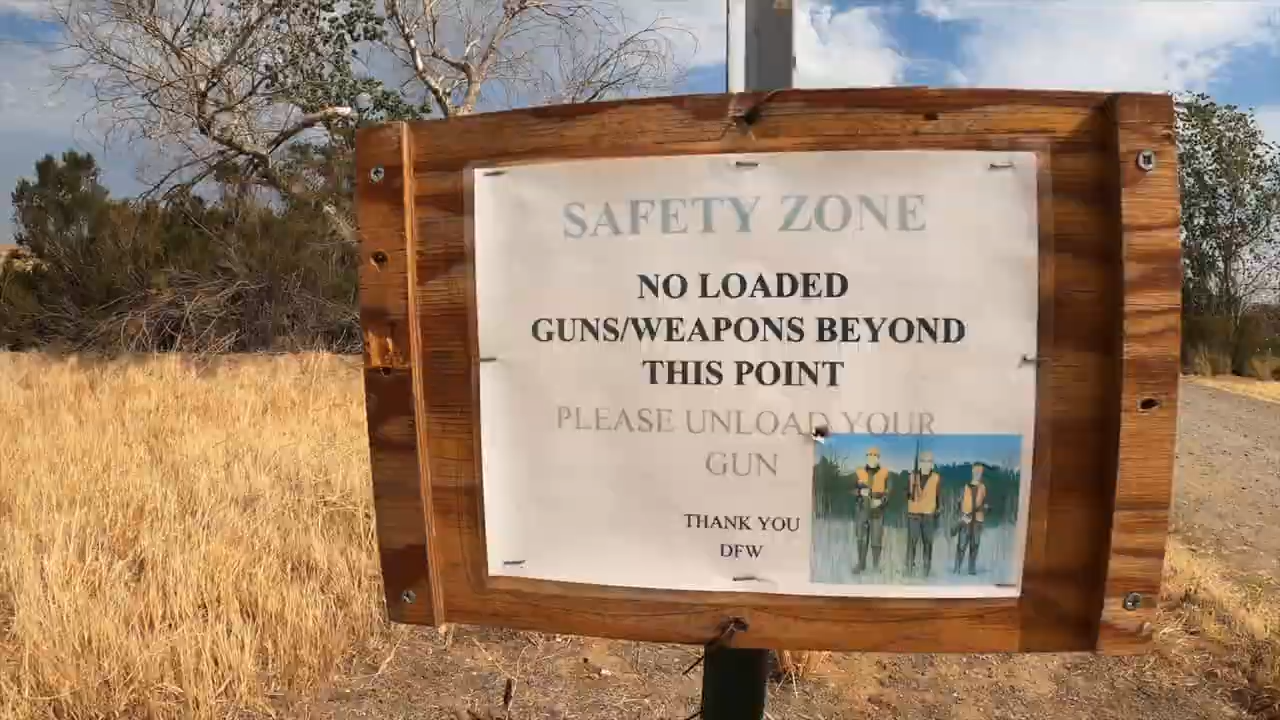 SAFETY ZONE
NO LOADED
GUNS/WEAPONS BEYOND
THIS POINT
PLEASE UNLOAD YOUR
GUN
THANK YOU
DFW